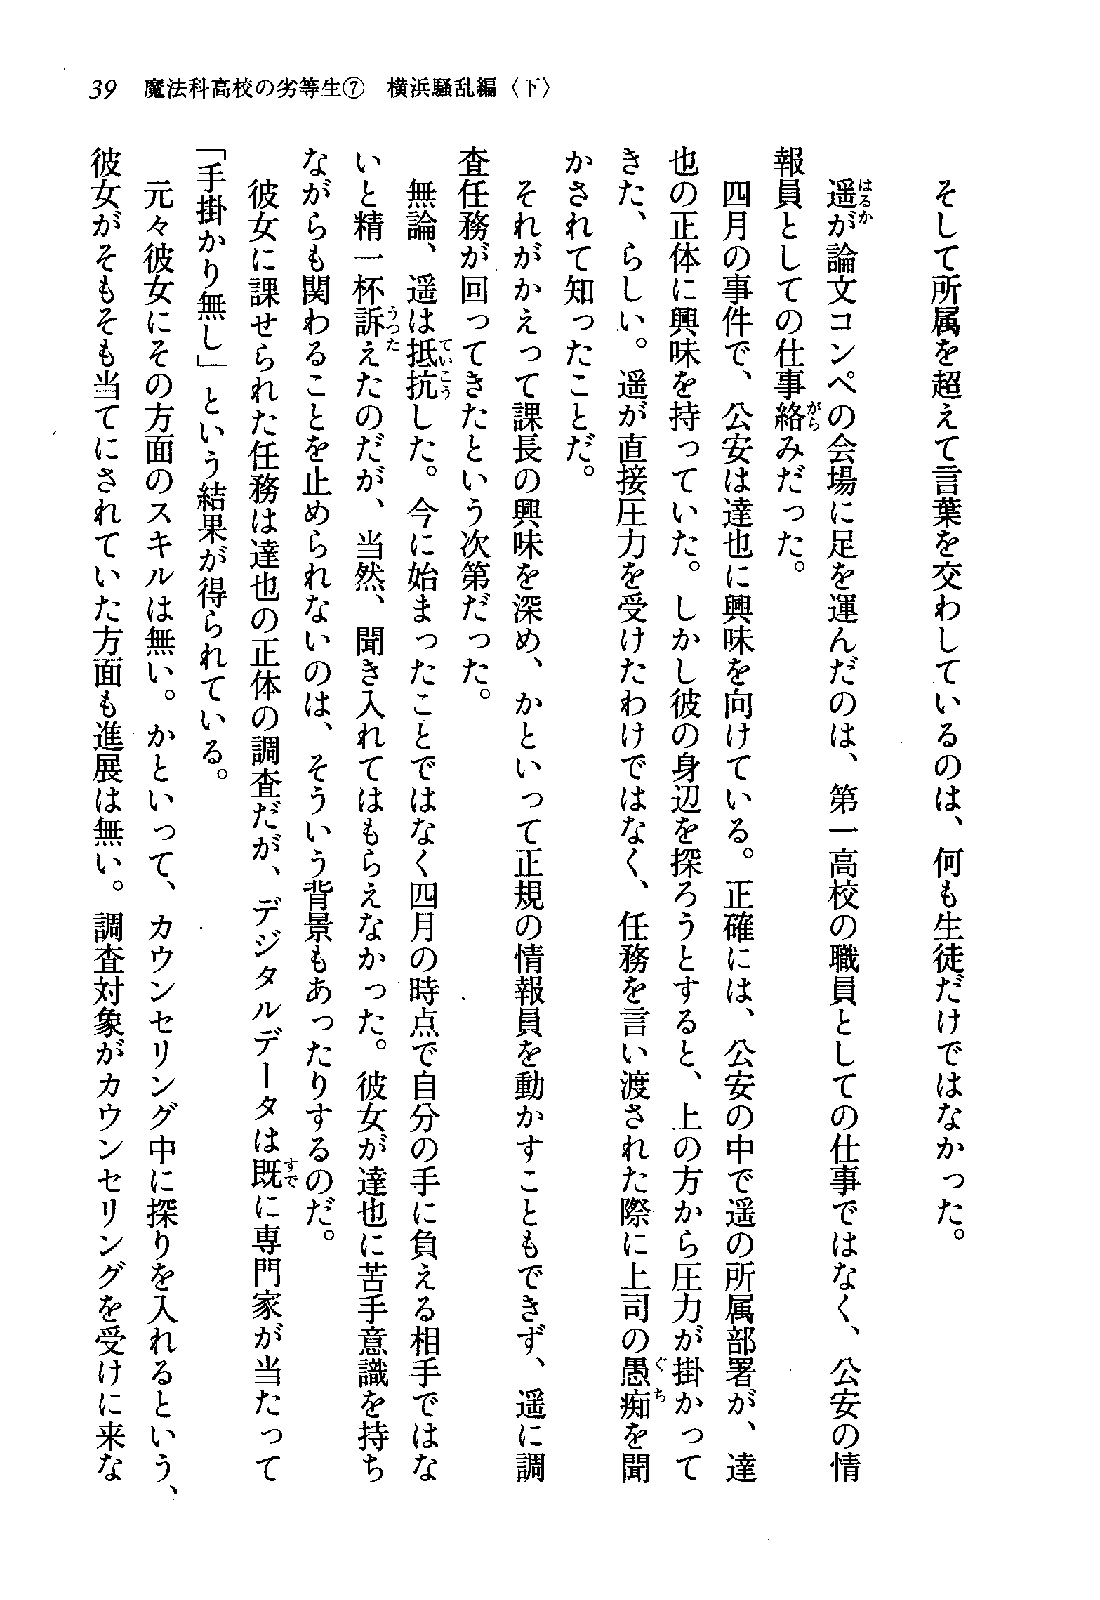 39　魔法科高校の劣等生⑦　横浜騒乱編〈下〉
そして所属を超えて言葉を交わしているのは、何も生徒だけではなかった。
遥が論文コンペの会場に足を運んだのは、第一高校の職員としての仕事ではなく、公安の情
報員としての仕事絡みだった。
四月の事件で、公安は達也に興味を向けている。正確には、公安の中で遥の所属部署が、達
也の正体に興味を持っていた。しかし彼の身辺を探ろうとすると、上の方から圧力が掛かって
きた、らしい。遥が直接圧力を受けたわけではなく、任務を言い渡された際に上司の愚痴を聞
かされて知ったことだ。
それがかえって課長の興味を深め、かといって正規の情報員を動かすこともできず、遥に調
査任務が回ってきたという次第だった。
無論、遥は抵抗した。今に始まったことではなく四月の時点で自分の手に負える相手ではな
いと精一杯訴えたのだが、当然、聞き入れてはもらえなかった。彼女が達也に苦手意識を持ち
ながらも関わることを止められないのは、そういう背景もあったりするのだ。
彼女に課せられた任務は達也の正体の調査だが、デジタルデータは既に専門家が当たって
「手掛かり無し」という結果が得られている。
元々彼女にその方面のスキルは無い。かといって、カウンセリング中に探りを入れるという、
彼女がそもそも当てにされていた方面も進展は無い。調査対象がカウンセリングを受けに来な